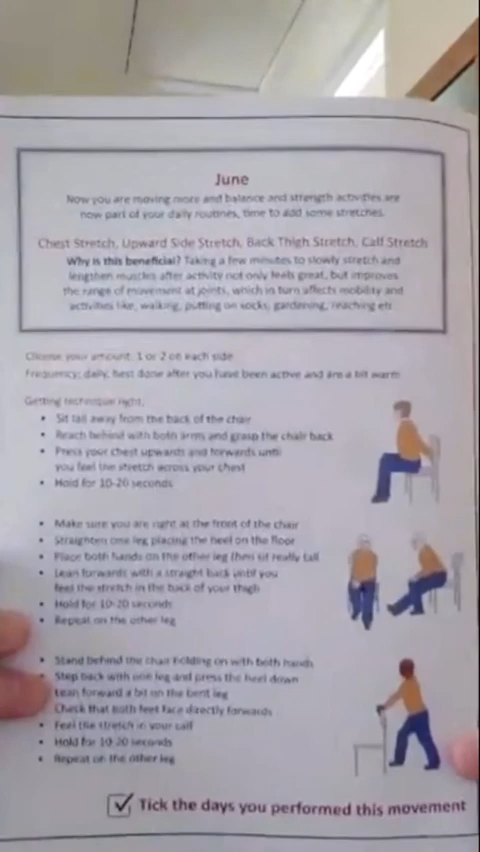 June
Now you are moving more and balance and strength activities are
now part of your daily routines, time to add some stretches.
Chest Stretch, Upward Side Stretch, Back Thigh Stretch, Calf Stretch
Why is this beneficial? Taking a few minutes to slowly stretch and
lengthen muscles after activity not only feels great, but improves
the range of movement at joints, which in turn affects mobility and
activities like, walking, putting on socks, gardening, reaching etc
Choose your amount: 1 or 2 on each side
Frequency: daily, best done after you have been active and are a bit warm
Getting technique right:
• Sit tall away from the back of the chair
• Reach behind with both arms and grasp the chair back
• Press your chest upwards and forwards until
you feel the stretch across your chest
• Hold for 10-20 seconds
• Make sure you are right at the front of the chair
• Straighten one leg placing the heel on the floor
• Place both hands on the other leg then sit really tall
• Lean forwards with a straight back until you
feel the stretch in the back of your thigh
• Hold for 10-20 seconds
• Repeat on the other leg
• Stand behind the chair holding on with both hands
• Step back with one leg and press the heel down
Lean forward a bit on the bent leg
Check that both feet face directly forwards
• Feel the stretch in your calf
• Hold for 10-20 seconds
• Repeat on the other leg
Tick the days you performed this movement